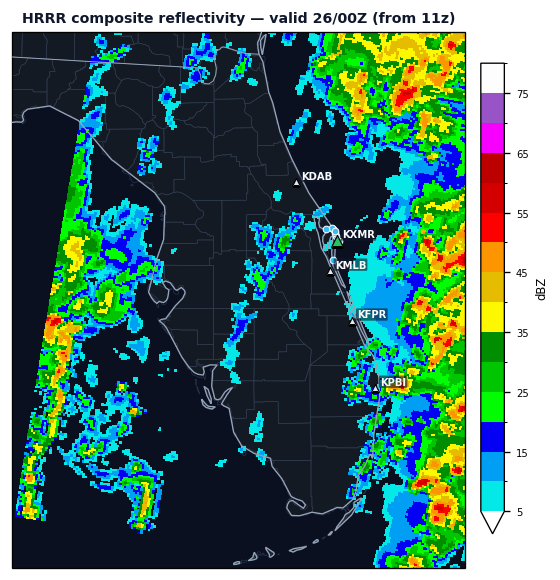 HRRR composite reflectivity — valid 26/00Z (from 11z)
KDAB
KXMR
KMLB
KFPR
KPBI
75
65
55
45
35
25
15
5
dBZ